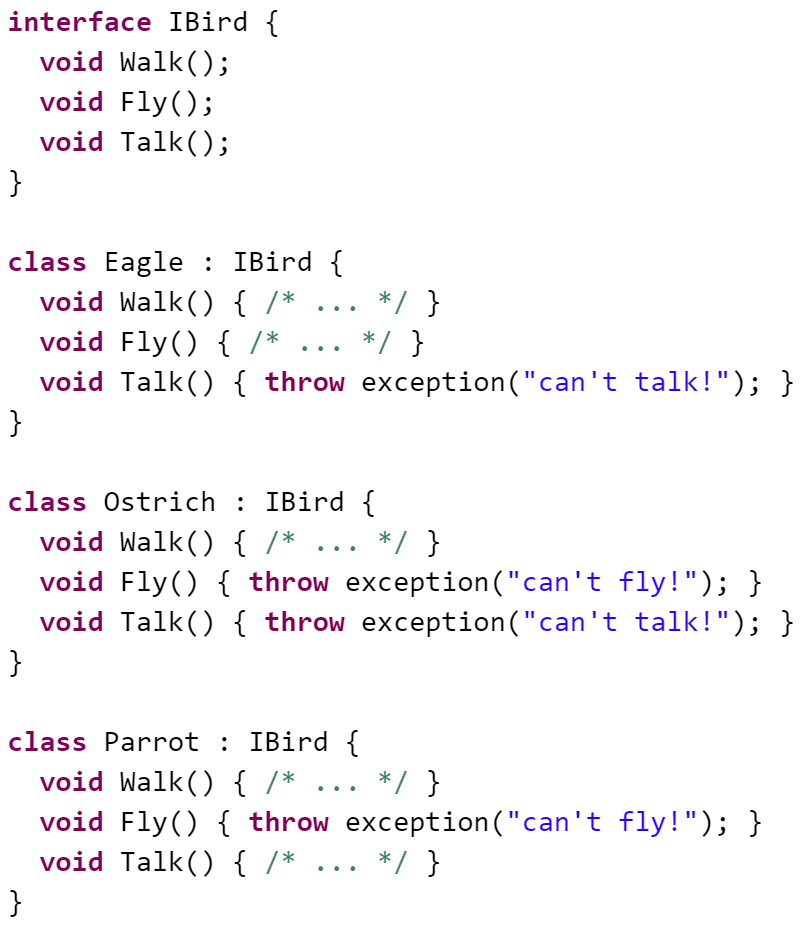 interface IBird {
  void Walk();
  void Fly();
  void Talk();
}

class Eagle : IBird {
  void Walk() { /* ... */ }
  void Fly() { /* ... */ }
  void Talk() { throw exception("can't talk!"); }
}

class Ostrich : IBird {
  void Walk() { /* ... */ }
  void Fly() { throw exception("can't fly!"); }
  void Talk() { throw exception("can't talk!"); }
}

class Parrot : IBird {
  void Walk() { /* ... */ }
  void Fly() { throw exception("can't fly!"); }
  void Talk() { /* ... */ }
}